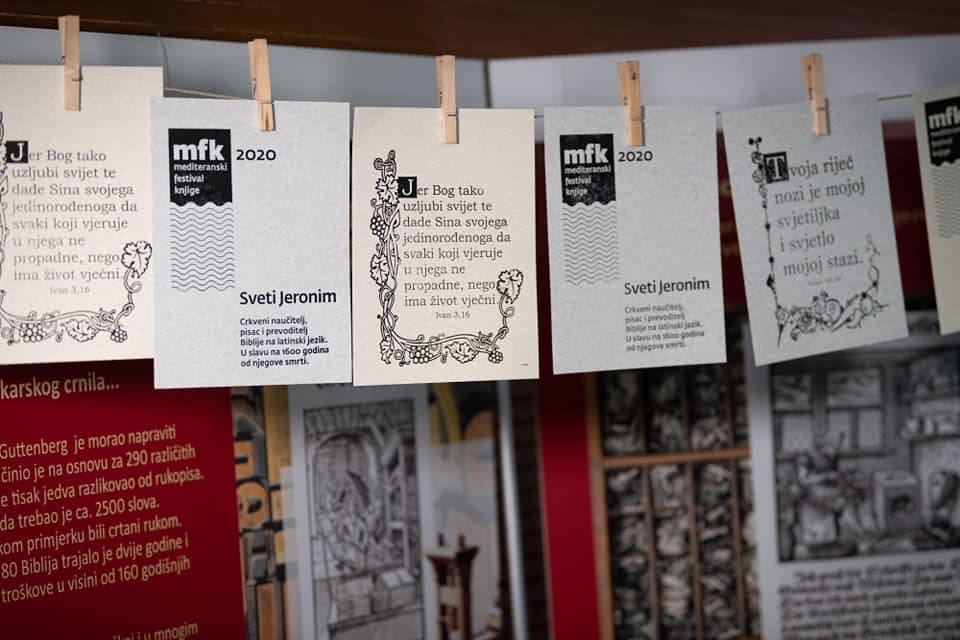 Jer Bog tako
uzljubi svijet te
dade Sina svojega
jedinorođenoga da
svaki koji vjeruje
u njega ne
propadne, nego
ima život vječni.
Ivan 3,16
mfk 2020
mediteranski
festival
knjige
Sveti Jeronim
Crkveni naučitelj,
pisac i prevoditelj
Biblije na latinski jezik.
U slavu na 1600 godina
od njegove smrti.
Jer Bog tako
uzljubi svijet te
dade Sina svojega
jedinorođenoga da
svaki koji vjeruje
u njega ne
propadne, nego
ima život vječni.
Ivan 3,16
mfk 2020
mediteranski
festival
knjige
Sveti Jeronim
Crkveni naučitelj,
pisac i prevoditelj
Biblije na latinski jezik.
U slavu na 1600 godina
od njegove smrti.
Tvoja riječ
nozi je mojoj
svjetiljka
i svjetlo
mojoj stazi.
mfk
karskog crnila...
Guttenberg je morao napraviti
činio je na osnovu za 290 različitih
e tisak jedva razlikovao od rukopisa.
da trebao je ca. 2500 slova.
kom primjerku bili crtani rukom.
80 Biblija trajalo je dvije godine i
troškove u visini od 160 godišnjih
i u mnogim